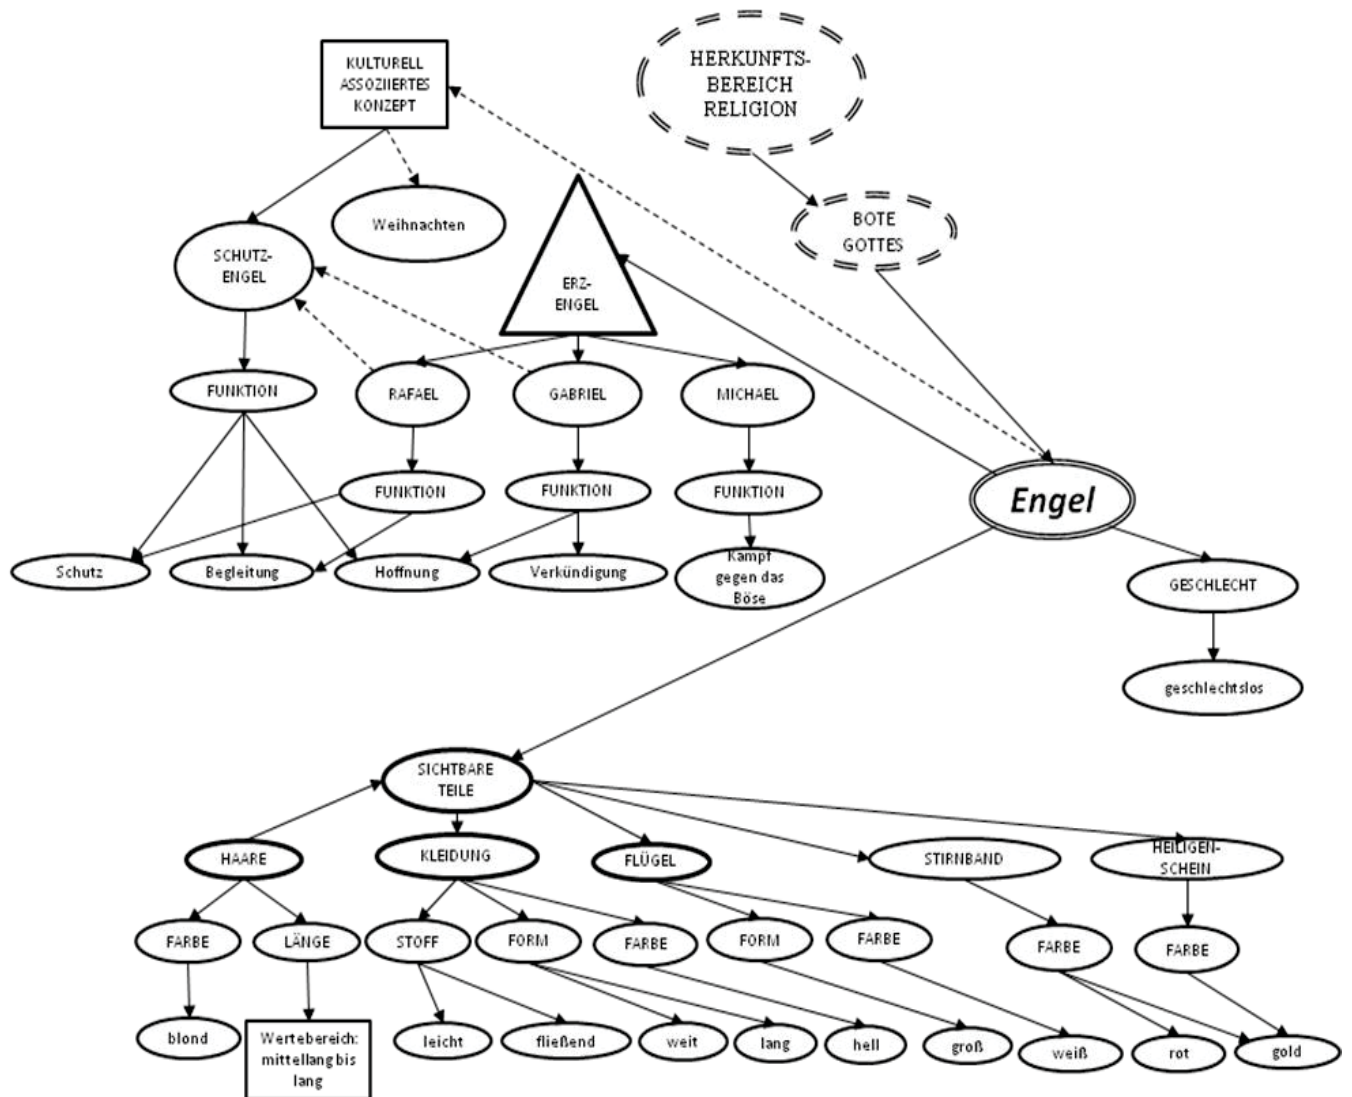 KULTURELL
ASSOZIIERTES
KONZEPT
HERKUNFTS-
BEREICH
RELIGION
Weihnachten
BOTE
GOTTES
SCHUTZ-
ENGEL
ERZ-
ENGEL
FUNKTION
RAFAEL
GABRIEL
MICHAEL
FUNKTION
FUNKTION
FUNKTION
Engel
Schutz
Begleitung
Hoffnung
Verkündigung
Kampf
gegen das
Böse
GESCHLECHT
geschlechtslos
SICHTBARE
TEILE
HAARE
KLEIDUNG
FLÜGEL
STIRNBAND
HEILIGEN-
SCHEIN
FARBE
LÄNGE
STOFF
FORM
FARBE
FORM
FARBE
FARBE
FARBE
blond
Wertebereich:
mittellang bis
lang
leicht
fließend
weit
lang
hell
groß
weiß
rot
gold